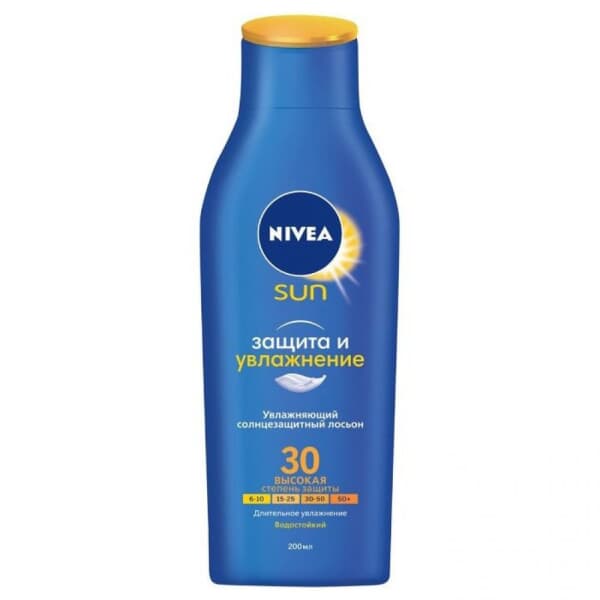 NIVEA
SUN
защита и
увлажнение
Увлажняющий
солнцезащитный лосьон
30
ВЫСОКАЯ
степень защиты
6-10 15-25 30-50 50+
Длительное увлажнение
Водостойкий
200мл